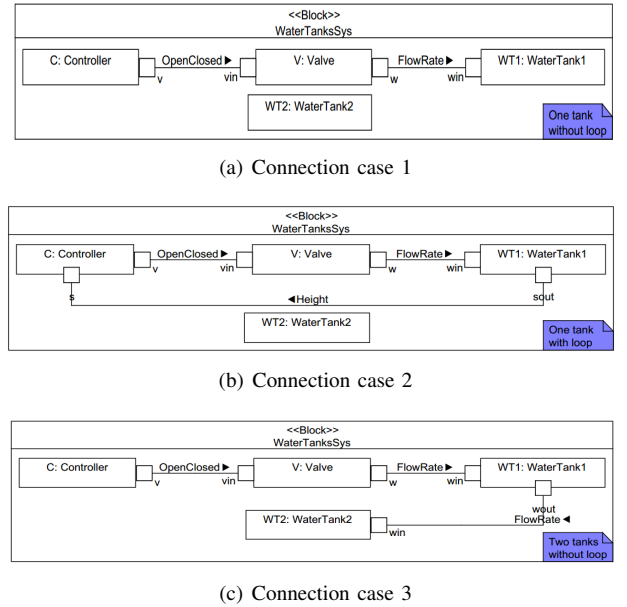 <<Block>>
WaterTanksSys
C: Controller
OpenClosed ▶
V: Valve
FlowRate ▶
WT1: WaterTank1
v
vin
w
win
WT2: WaterTank2
One tank
without loop
(a) Connection case 1
<<Block>>
WaterTanksSys
C: Controller
OpenClosed ▶
V: Valve
FlowRate ▶
WT1: WaterTank1
v
vin
w
win
s
◀Height
sout
WT2: WaterTank2
One tank
with loop
(b) Connection case 2
<<Block>>
WaterTanksSys
C: Controller
OpenClosed ▶
V: Valve
FlowRate ▶
WT1: WaterTank1
v
vin
w
win
wout
WT2: WaterTank2
FlowRate ◀
win
Two tanks
without loop
(c) Connection case 3